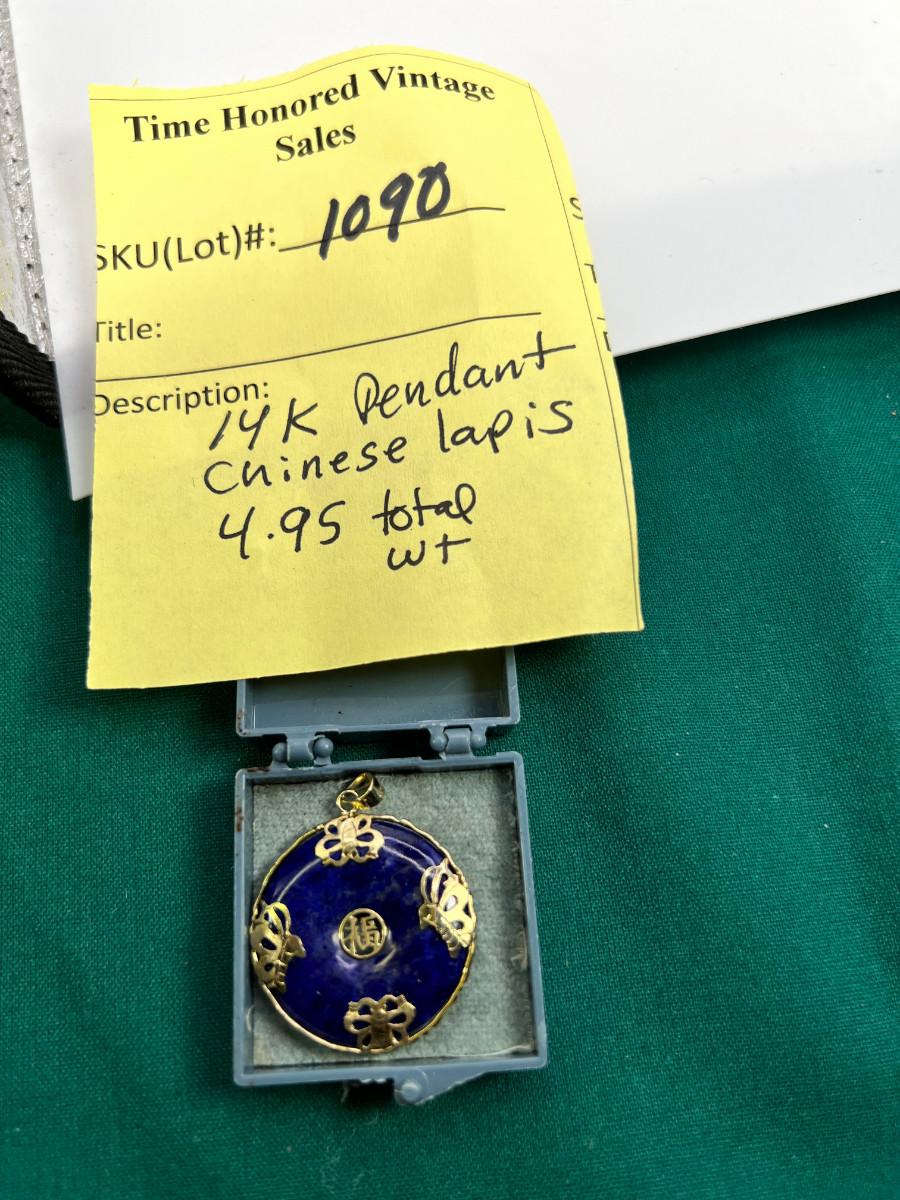 Time Honored Vintage
Sales
SKU(Lot)#: 1090
Title:
Description:
14K Pendant
Chinese lapis
4.95 total
wt
福